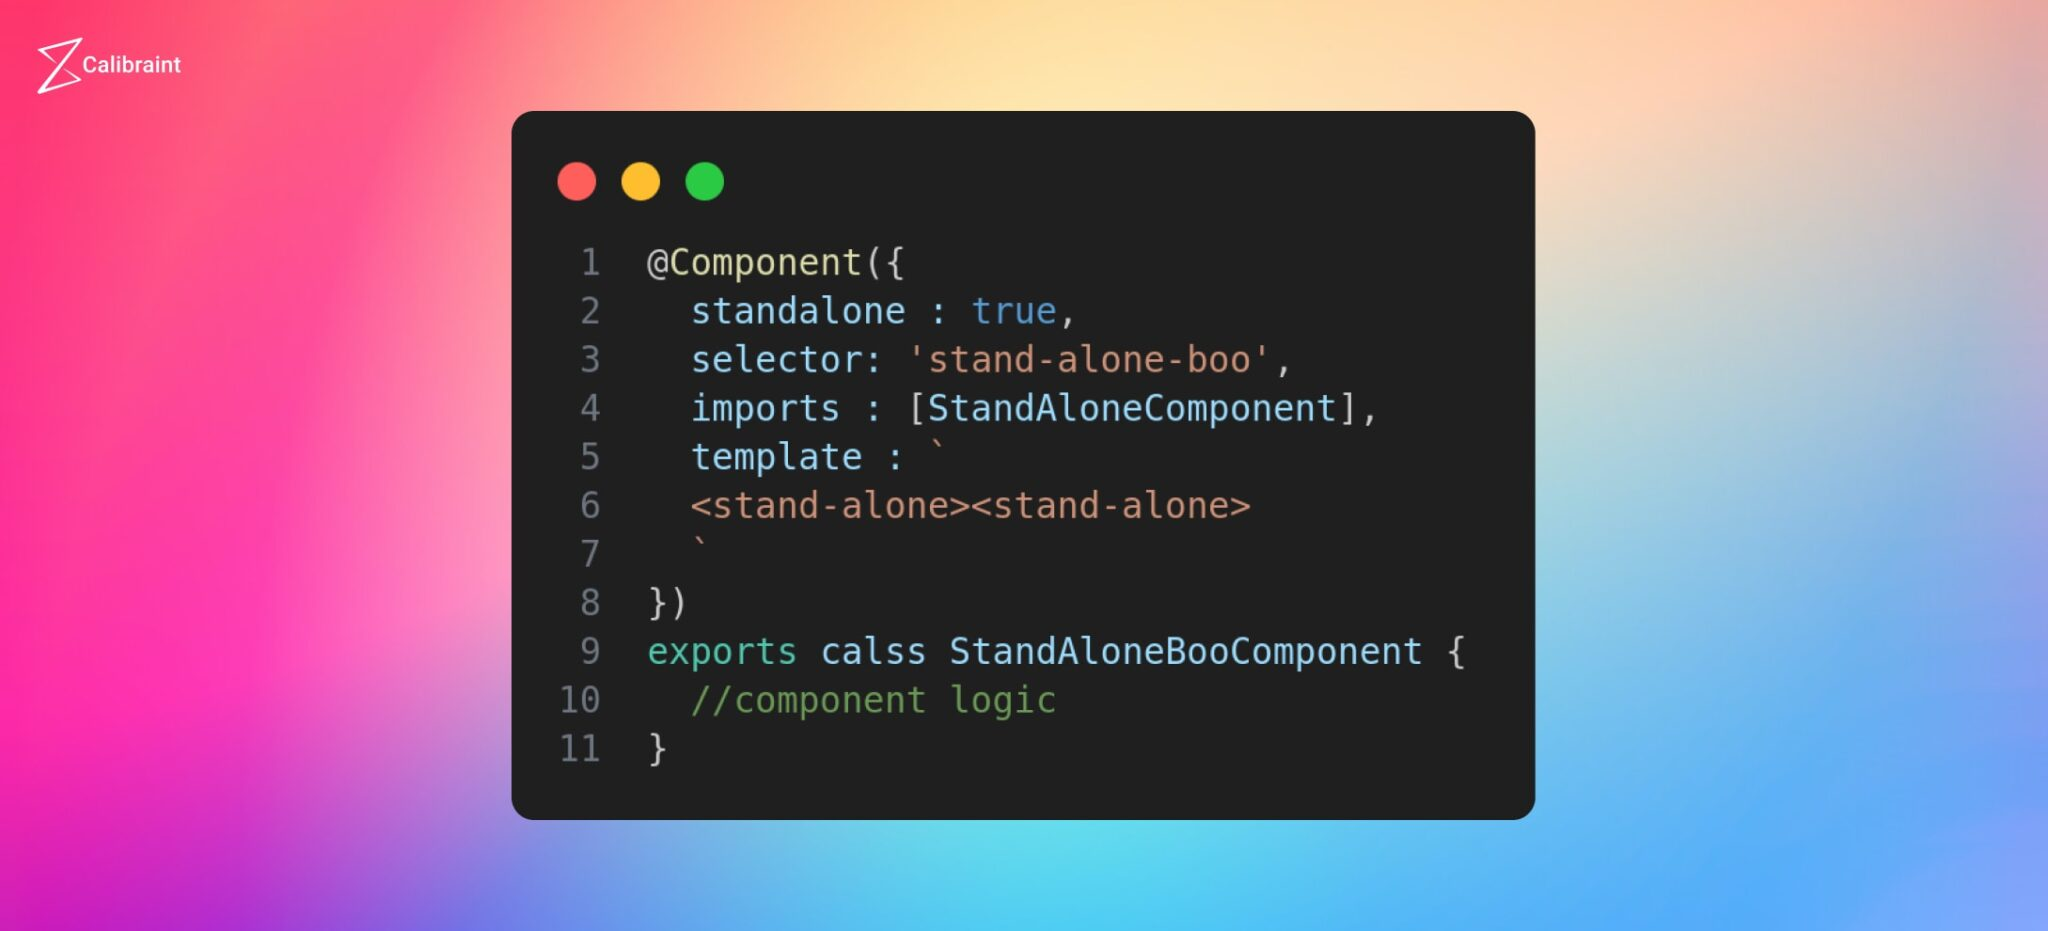 Calibraint
1 @Component({
2   standalone : true,
3   selector: 'stand-alone-boo',
4   imports : [StandAloneComponent],
5   template : `
6   <stand-alone><stand-alone>
7   `
8 })
9 exports calss StandAloneBooComponent {
10   //component logic
11 }